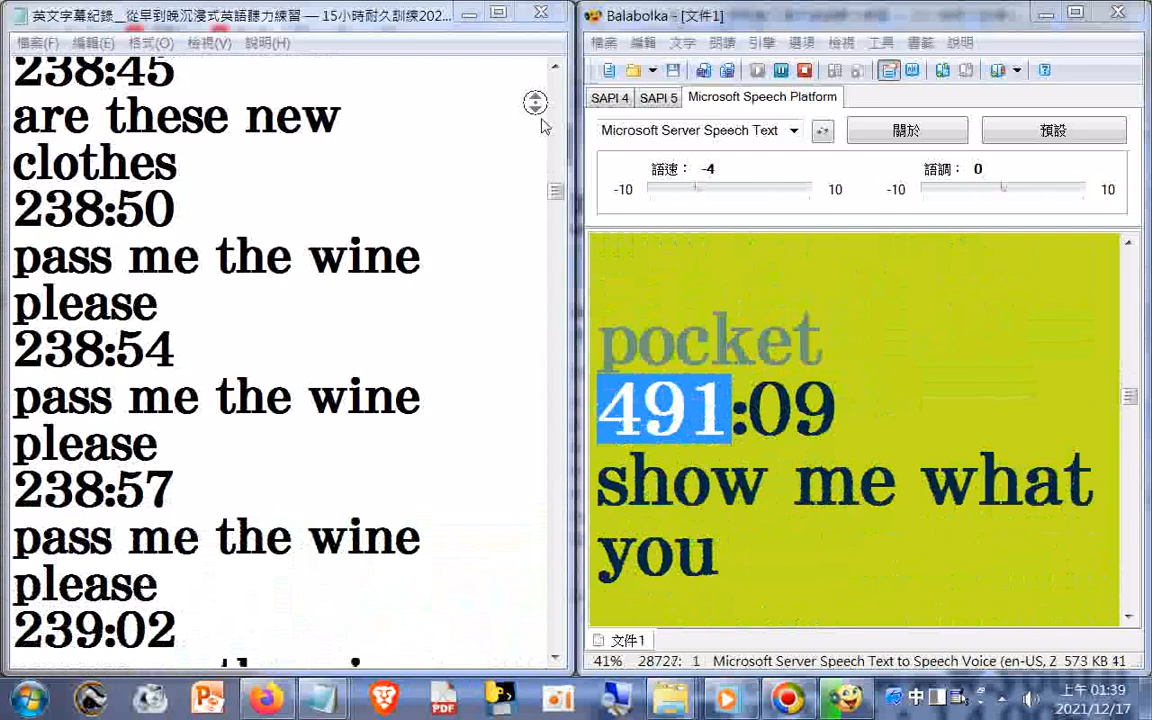 英文字幕紀錄__從早到晚沉浸式英語聽力練習 — 15小時耐久訓練202...
檔案(F) 編輯(E) 格式(O) 檢視(V) 說明(H)
238:45
are these new
clothes
238:50
pass me the wine
please
238:54
pass me the wine
please
238:57
pass me the wine
please
239:02
Balabolka - [文件1]
檔案 編輯 文字 朗讀 引擎 選項 檢視 工具 書籤 說明
SAPI 4 SAPI 5 Microsoft Speech Platform
Microsoft Server Speech Text 關於 預設
語速: -4 語調: 0
-10 10 -10 10
pocket
491:09
show me what
you
文件1
41% 28727: 1 Microsoft Server Speech Text to Speech Voice (en-US, Z 573 KB 41
中 上午 01:39
2021/12/17